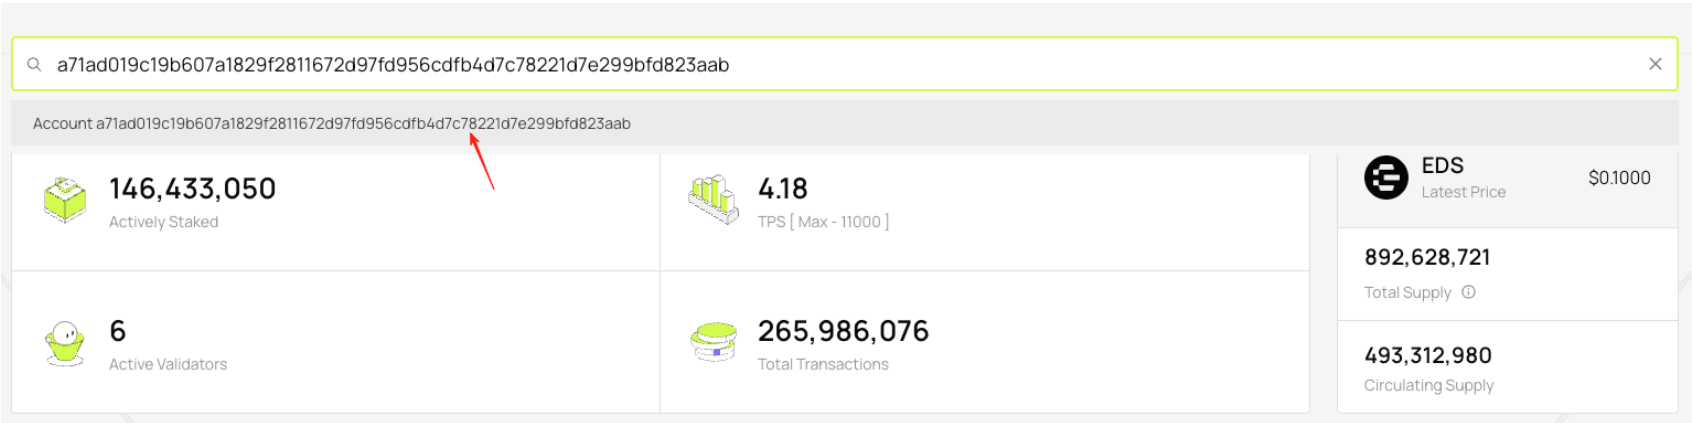 a71ad019c19b607a1829f2811672d97fd956cdfb4d7c78221d7e299bfd823aab
Account a71ad019c19b607a1829f2811672d97fd956cdfb4d7c78221d7e299bfd823aab
146,433,050
Actively Staked
4.18
TPS [ Max - 11000 ]
EDS
Latest Price
$0.1000
892,628,721
Total Supply
6
Active Validators
265,986,076
Total Transactions
493,312,980
Circulating Supply